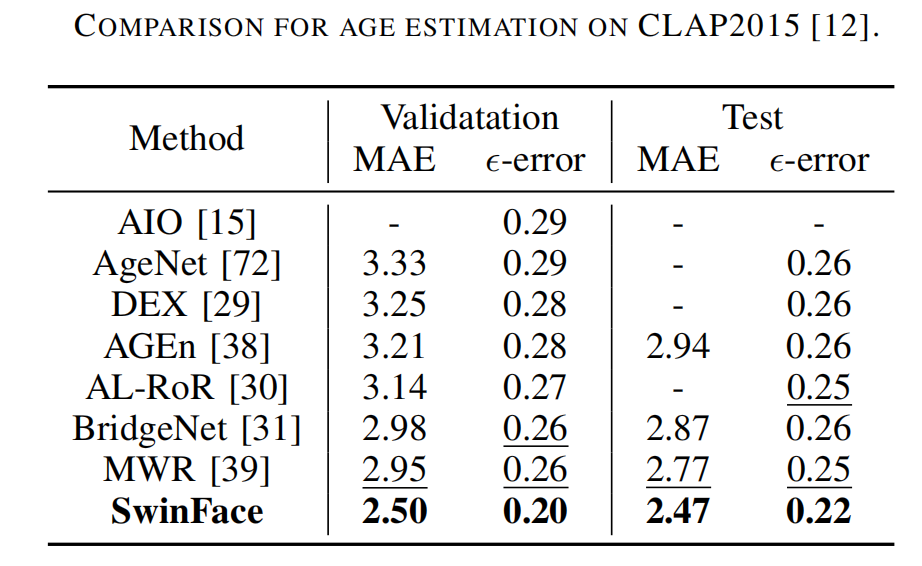 COMPARISON FOR AGE ESTIMATION ON CLAP2015 [12].
Method Validatation Test
MAE ϵ-error MAE ϵ-error
AIO [15] - 0.29 - -
AgeNet [72] 3.33 0.29 - 0.26
DEX [29] 3.25 0.28 - 0.26
AGEn [38] 3.21 0.28 2.94 0.26
AL-RoR [30] 3.14 0.27 - 0.25
BridgeNet [31] 2.98 0.26 2.87 0.26
MWR [39] 2.95 0.26 2.77 0.25
SwinFace 2.50 0.20 2.47 0.22